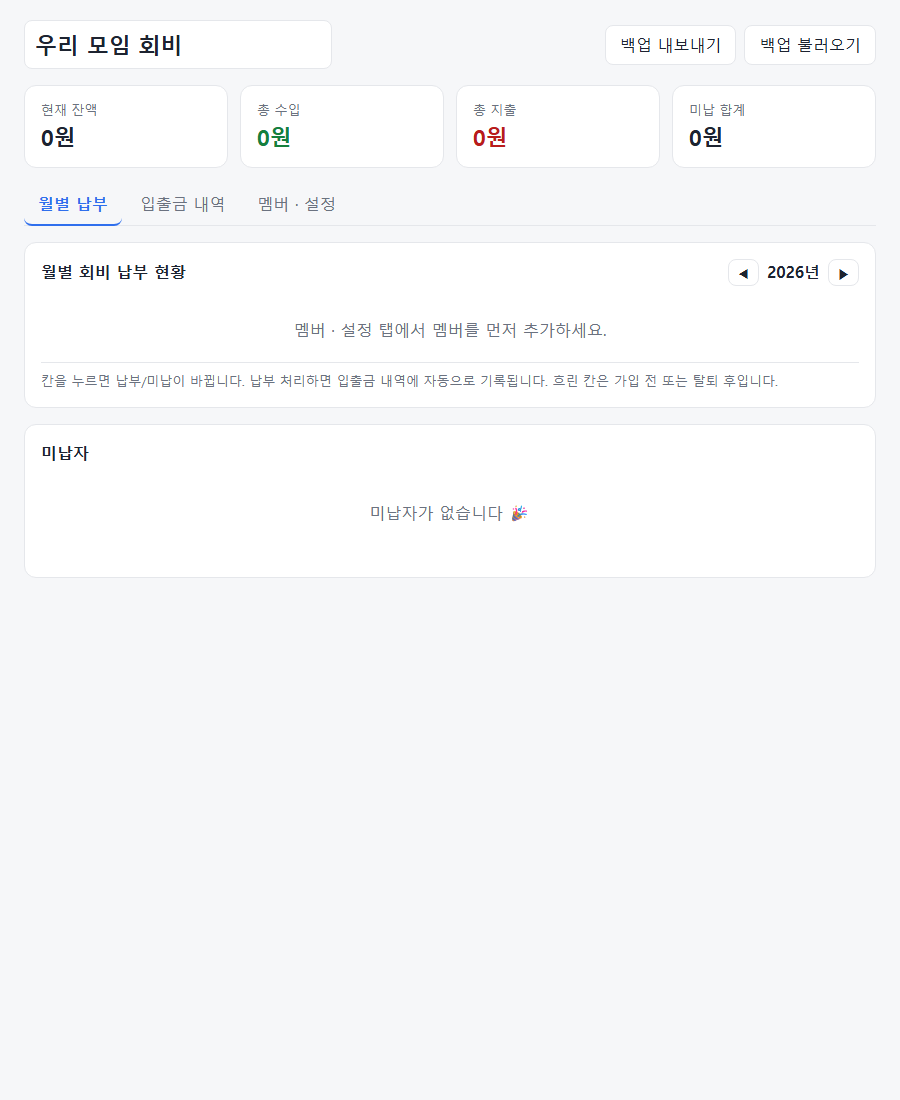 우리 모임 회비
백업 내보내기
백업 불러오기
현재 잔액
0원
총 수입
0원
총 지출
0원
미납 합계
0원
월별 납부
입출금 내역
멤버 · 설정
월별 회비 납부 현황
◀ 2026년 ▶
멤버 · 설정 탭에서 멤버를 먼저 추가하세요.
칸을 누르면 납부/미납이 바뀝니다. 납부 처리하면 입출금 내역에 자동으로 기록됩니다. 흐린 칸은 가입 전 또는 탈퇴 후입니다.
미납자
미납자가 없습니다 🎉